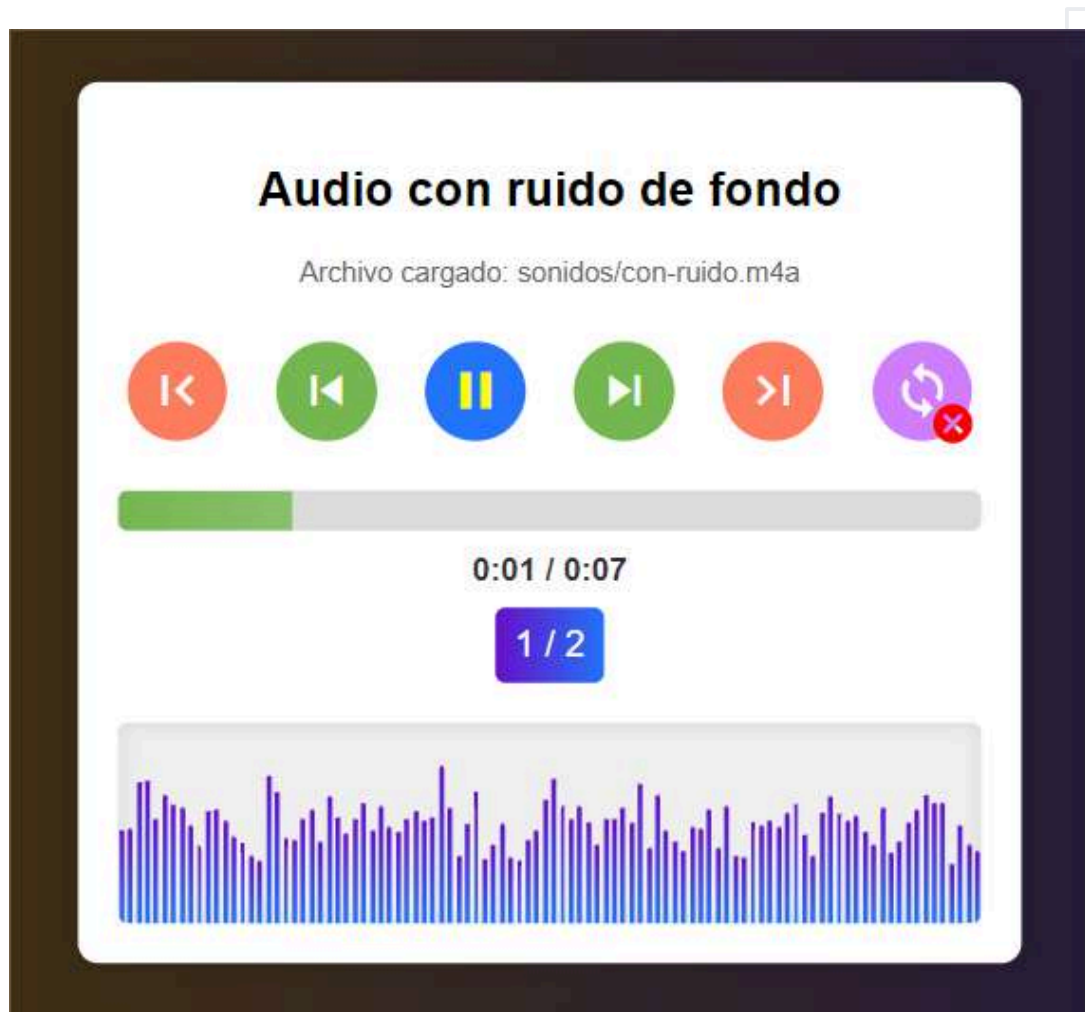 Audio con ruido de fondo
Archivo cargado: sonidos/con-ruido.m4a
0:01 / 0:07
1 / 2